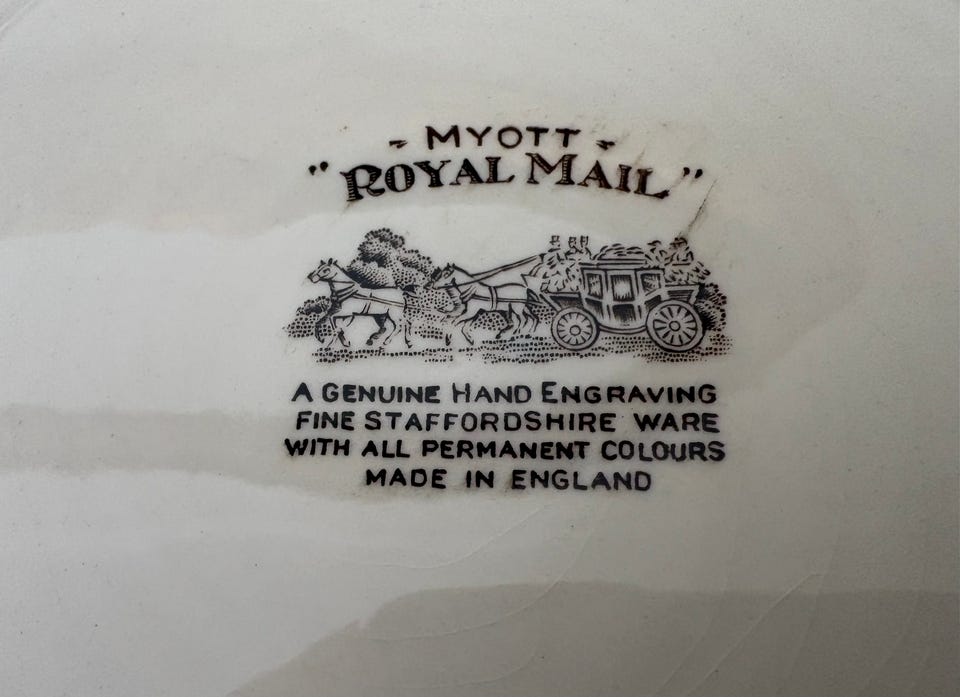 - MYOTT -
"ROYAL MAIL"
A GENUINE HAND ENGRAVING
FINE STAFFORDSHIRE WARE
WITH ALL PERMANENT COLOURS
MADE IN ENGLAND